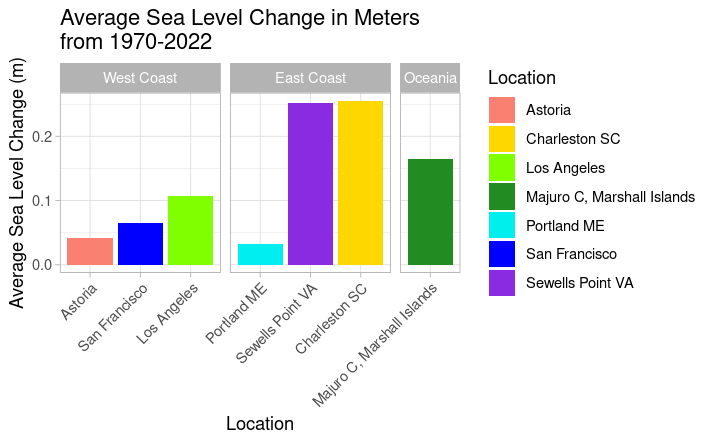 Average Sea Level Change in Meters
from 1970-2022
West Coast
East Coast
Oceania
Average Sea Level Change (m)
0.2
0.1
0.0
Astoria
San Francisco
Los Angeles
Portland ME
Sewells Point VA
Charleston SC
Majuro C, Marshall Islands
Location
Location
Astoria
Charleston SC
Los Angeles
Majuro C, Marshall Islands
Portland ME
San Francisco
Sewells Point VA